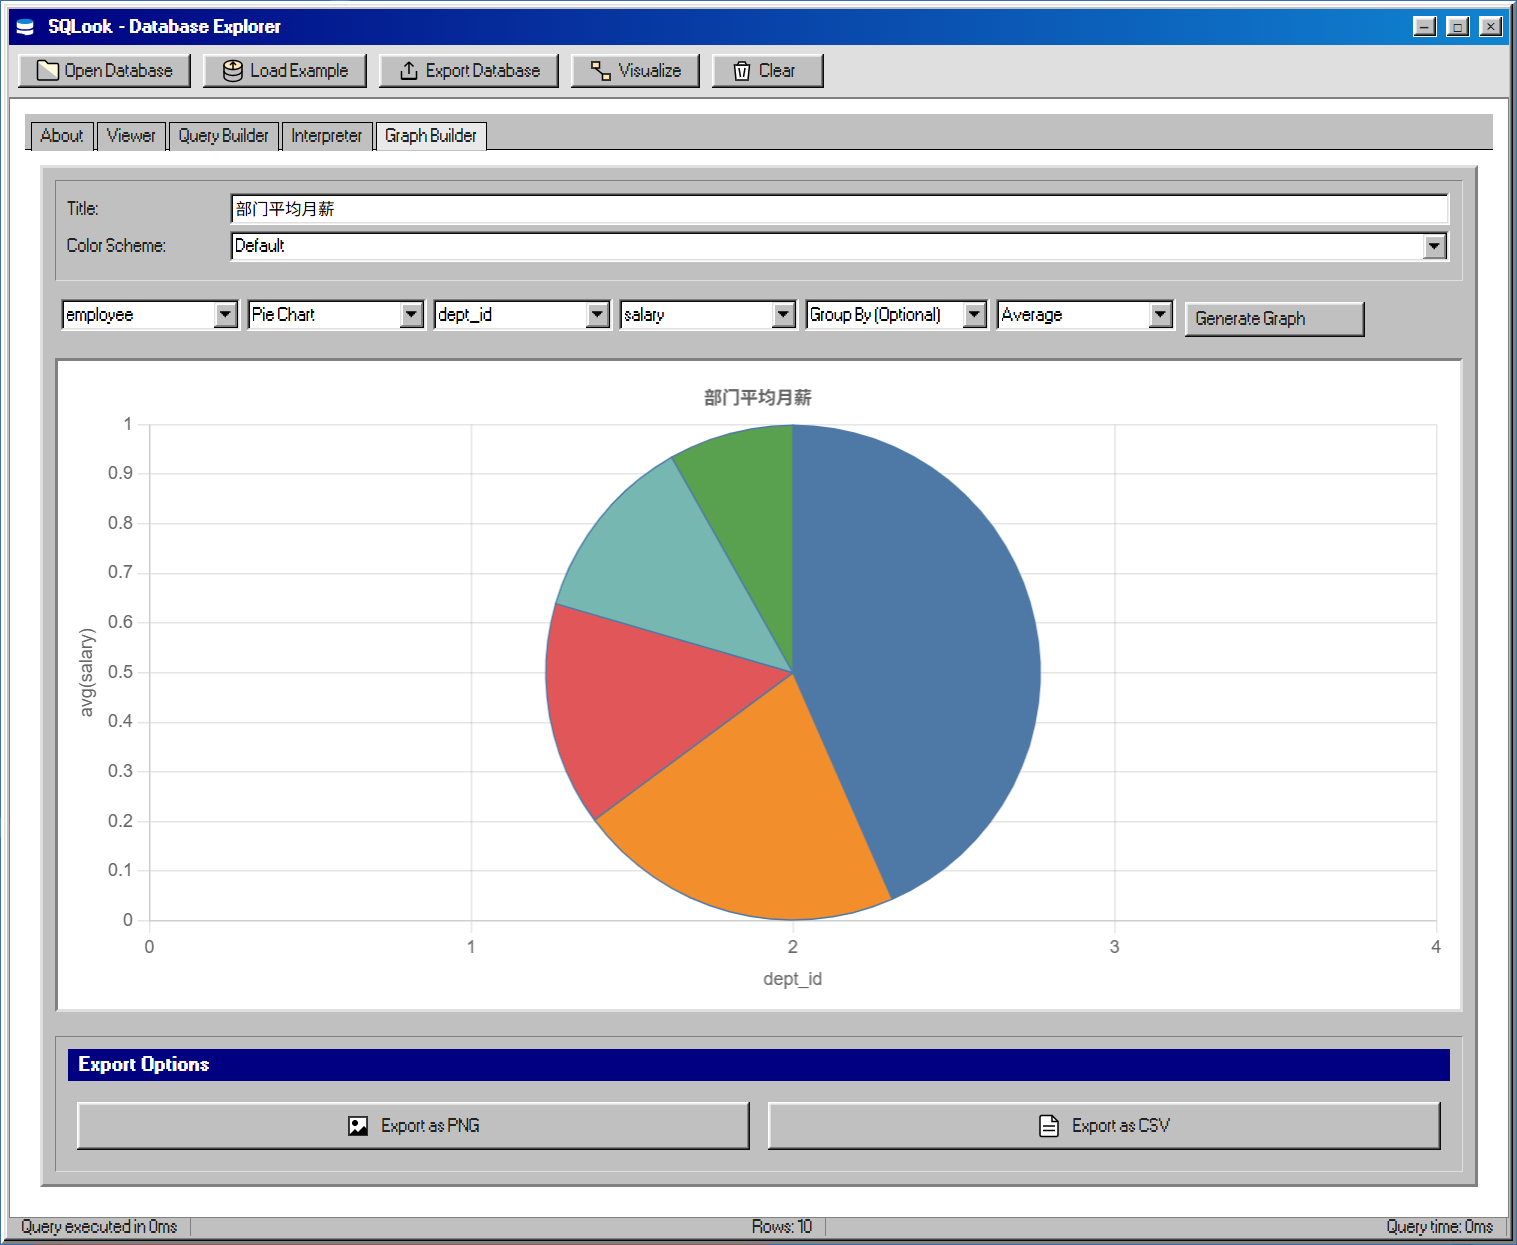 SQLook - Database Explorer
Open Database
Load Example
Export Database
Visualize
Clear
About
Viewer
Query Builder
Interpreter
Graph Builder
Title:
部门平均月薪
Color Scheme:
Default
employee
Pie Chart
dept_id
salary
Group By (Optional)
Average
Generate Graph
部门平均月薪
1
0.9
0.8
0.7
0.6
0.5
0.4
0.3
0.2
0.1
0
avg(salary)
0
1
2
3
4
dept_id
Export Options
Export as PNG
Export as CSV
Query executed in 0ms
Rows: 10
Query time: 0ms